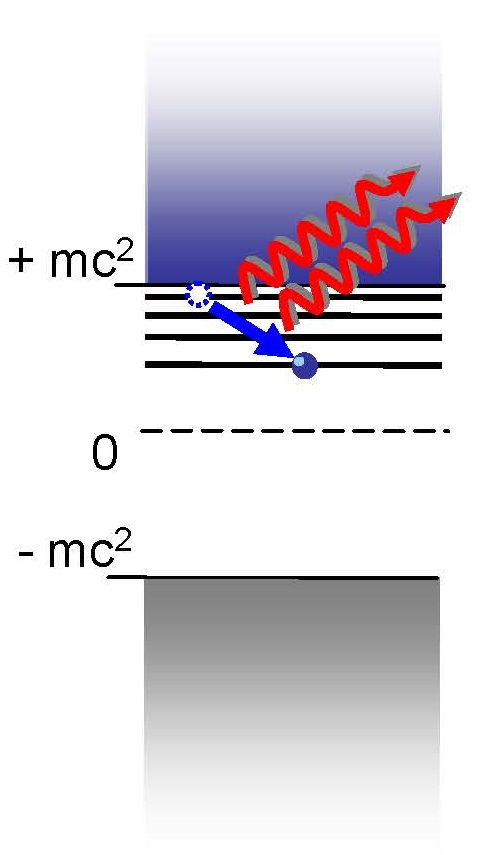 + mc²
0
- mc²